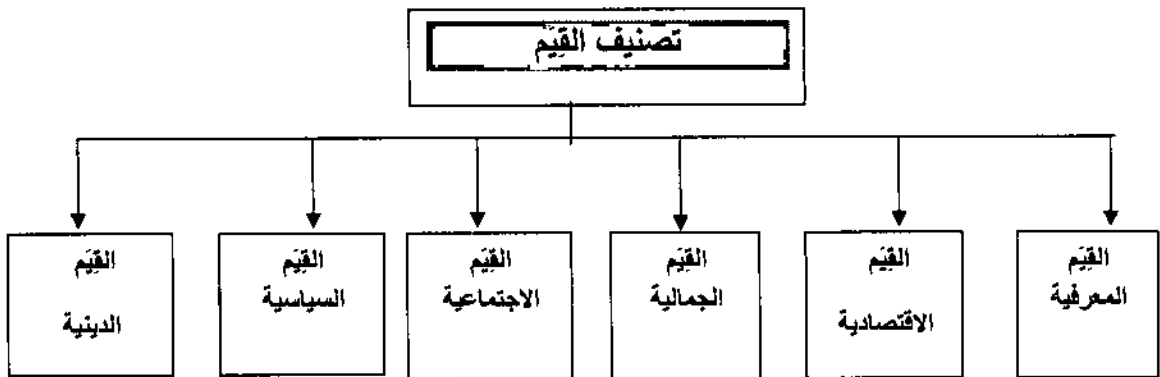 تصنيف القِيَم
القِيَم
المعرفية
القِيَم
الاقتصادية
القِيَم
الجمالية
القِيَم
الاجتماعية
القِيَم
السياسية
القِيَم
الدينية